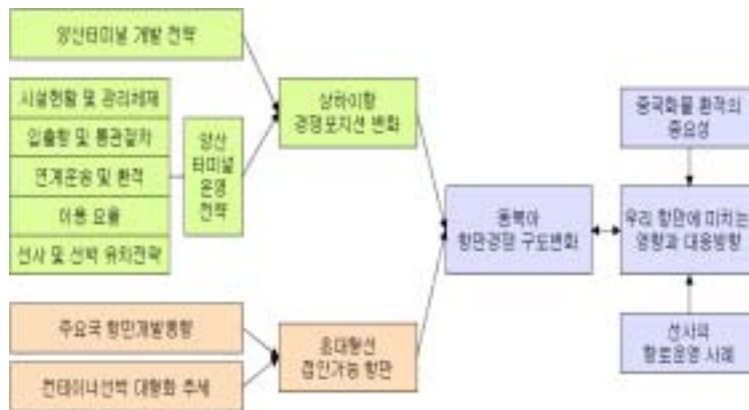 양산터미널 개발 전략
시설현황 및 관리체재
입출항 및 통관절차
연계운송 및 환적
이용 요율
선사 및 선박 유치전략
양산
터미널
운영
전략
상하이항
경쟁포지션 변화
주요국 항만개발동향
컨테이너선박 대형화 추세
초대형선
접안가능 항만
동북아
항만경쟁 구도변화
중국화물 환적의
중요성
우리 항만에 미치는
영향과 대응방향
선사의
항로운영 사례